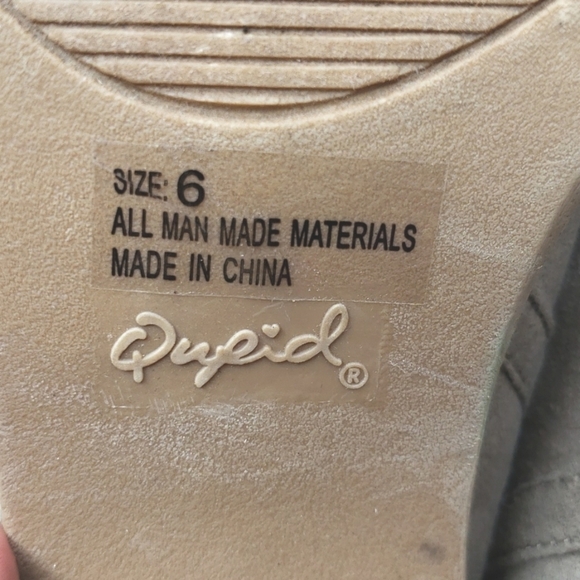 SIZE: 6
ALL MAN MADE MATERIALS
MADE IN CHINA
Qupid®